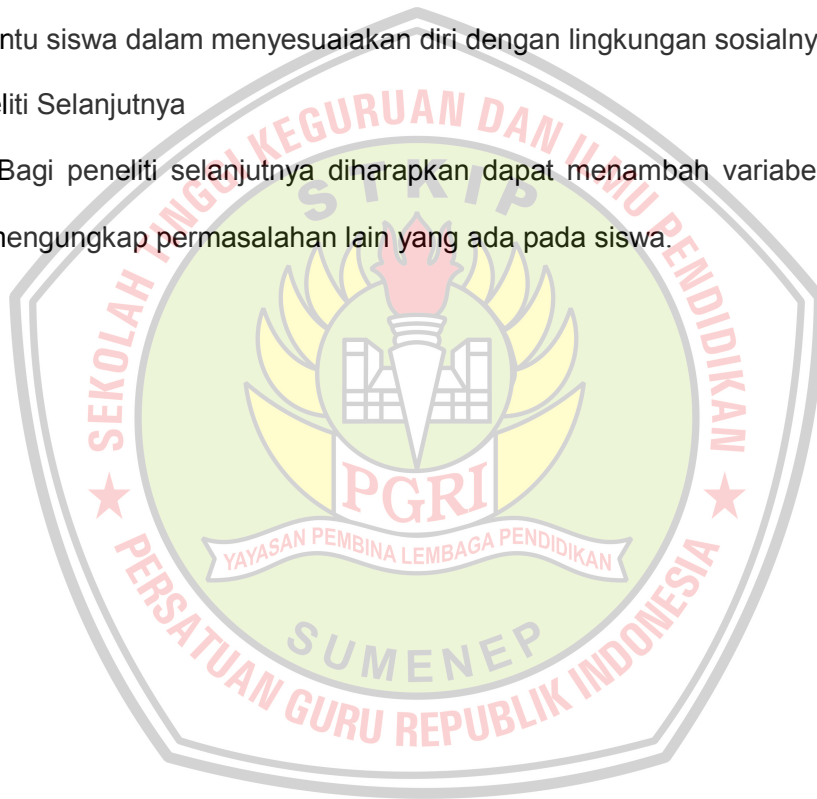 ntu siswa dalam menyesuaiakan diri dengan lingkungan sosialny
liti Selanjutnya
Bagi peneliti selanjutnya diharapkan dapat menambah variabe
nengungkap permasalahan lain yang ada pada siswa.
SEKOLAH TINGGI KEGURUAN DAN ILMU PENDIDIKAN
STKIP
PGRI
YAYASAN PEMBINA LEMBAGA PENDIDIKAN
SUMENEP
PERSATUAN GURU REPUBLIK INDONESIA